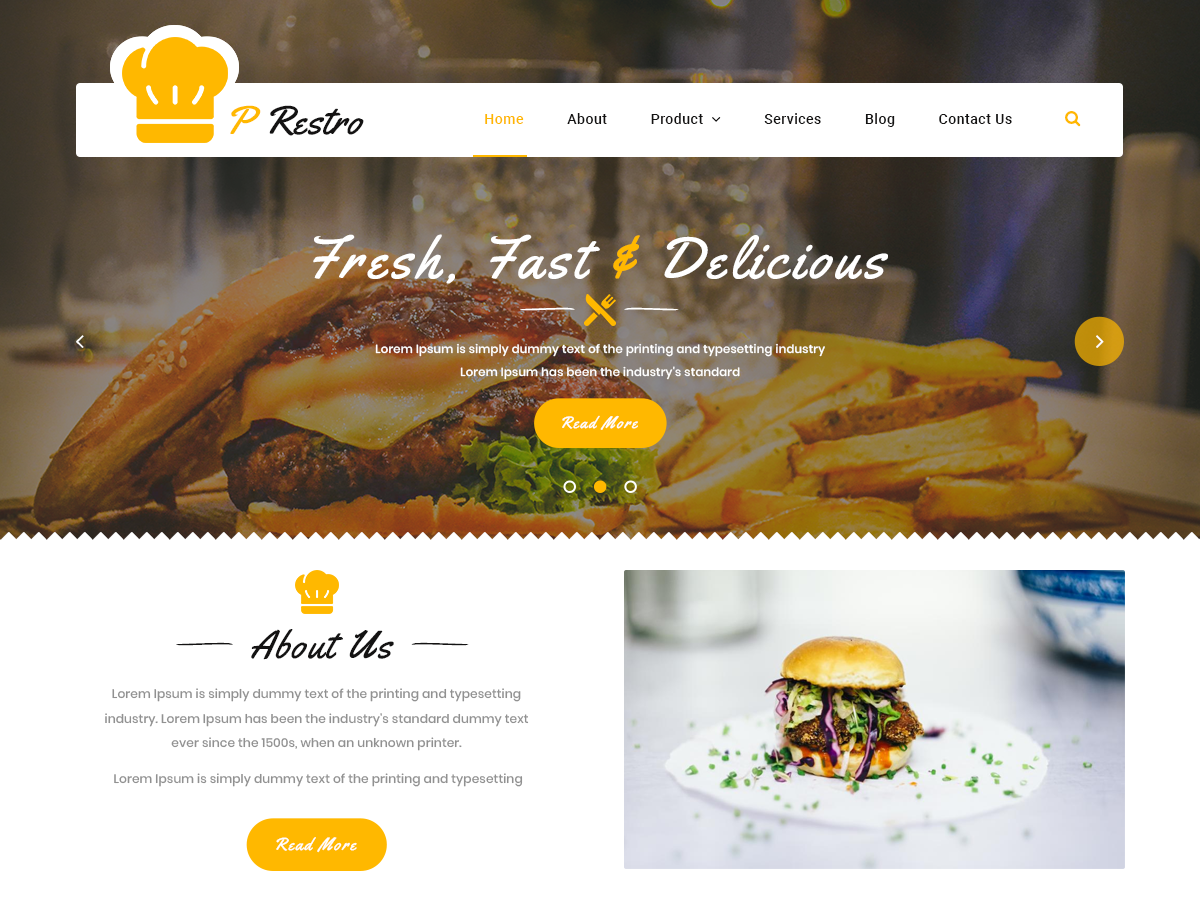 P Restro
Home About Product Services Blog Contact Us
Fresh, Fast & Delicious
Lorem Ipsum is simply dummy text of the printing and typesetting industry
Lorem Ipsum has been the industry's standard
Read More
About Us
Lorem Ipsum is simply dummy text of the printing and typesetting
industry. Lorem Ipsum has been the industry's standard dummy text
ever since the 1500s, when an unknown printer.
Lorem Ipsum is simply dummy text of the printing and typesetting
Read More